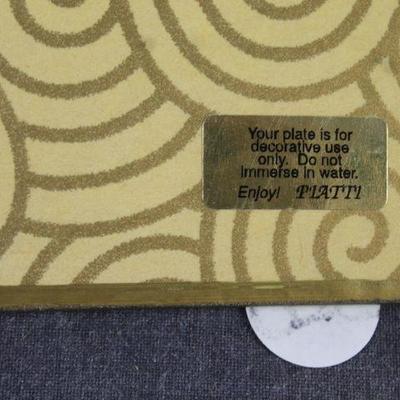 Your plate is for
decorative use
only. Do not
immerse in water.
Enjoy! PIATTI